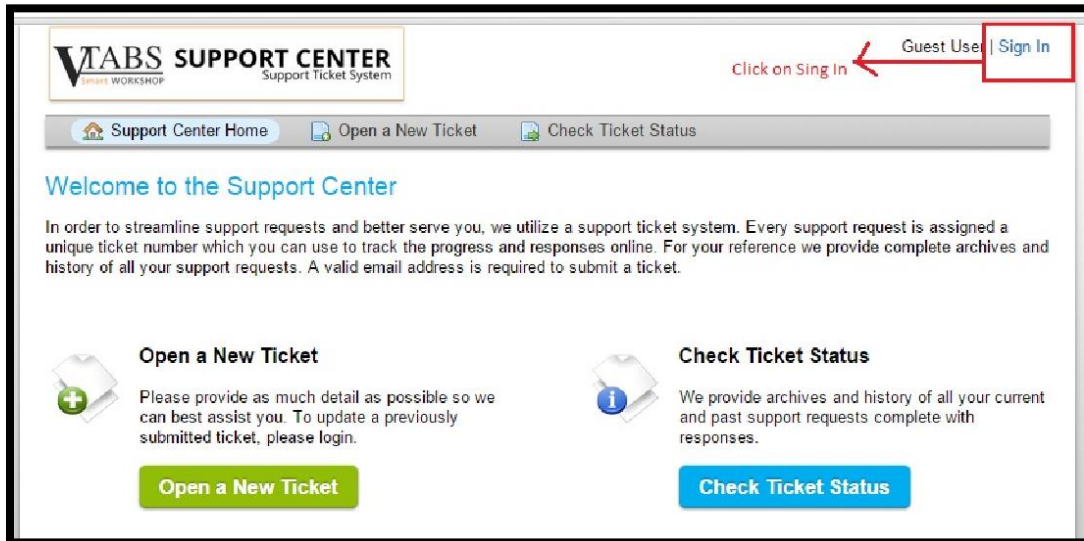 VTABS SUPPORT CENTER
Smart WORKSHOP Support Ticket System
Guest User | Sign In
Click on Sing In
Support Center Home Open a New Ticket Check Ticket Status
Welcome to the Support Center
In order to streamline support requests and better serve you, we utilize a support ticket system. Every support request is assigned a
unique ticket number which you can use to track the progress and responses online. For your reference we provide complete archives and
history of all your support requests. A valid email address is required to submit a ticket.
Open a New Ticket
Please provide as much detail as possible so we
can best assist you. To update a previously
submitted ticket, please login.
Open a New Ticket
Check Ticket Status
We provide archives and history of all your current
and past support requests complete with
responses.
Check Ticket Status